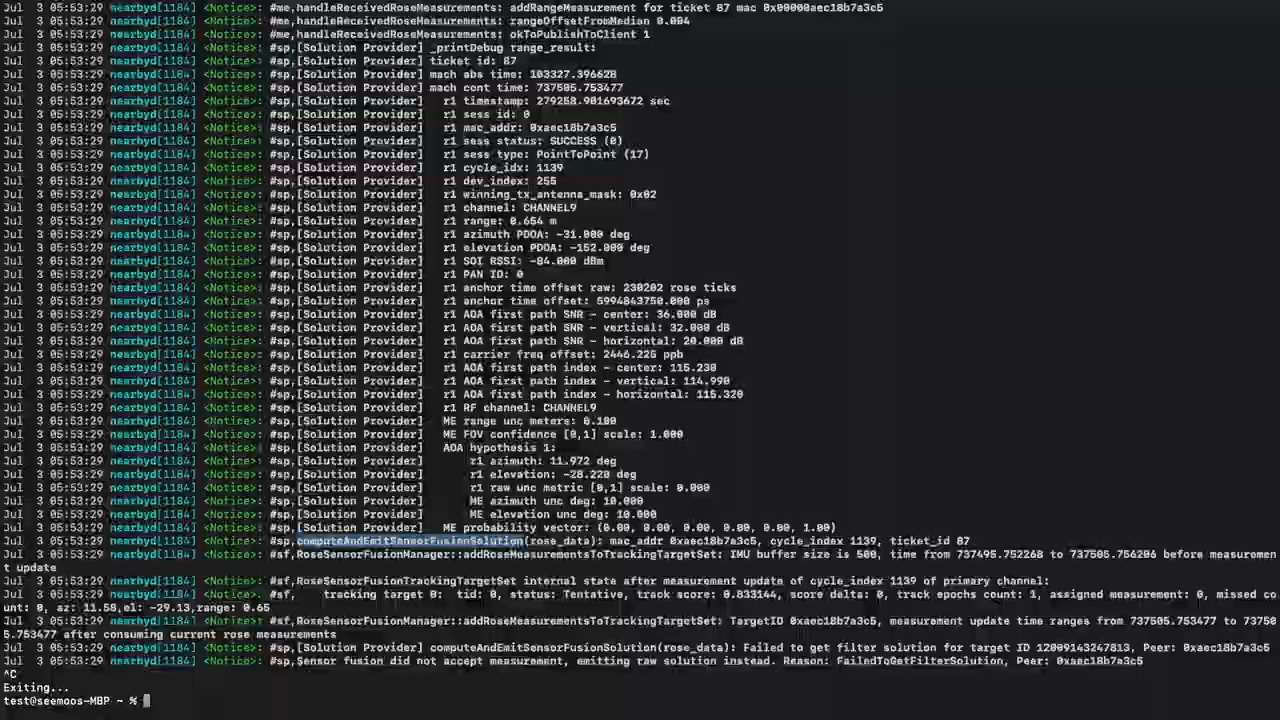 Jul  3 05:53:29 nearbyd[1184] <Notice>: #me,handleReceivedRoseMeasurements: addRangeMeasurement for ticket 87 mac 0x00000aec18b7a3c5
Jul  3 05:53:29 nearbyd[1184] <Notice>: #me,handleReceivedRoseMeasurements: rangeOffsetFromMedian 0.004
Jul  3 05:53:29 nearbyd[1184] <Notice>: #me,handleReceivedRoseMeasurements: okToPublishToClient 1
Jul  3 05:53:29 nearbyd[1184] <Notice>: #sp,[Solution Provider] _printDebug range_result:
Jul  3 05:53:29 nearbyd[1184] <Notice>: #sp,[Solution Provider] ticket id: 87
Jul  3 05:53:29 nearbyd[1184] <Notice>: #sp,[Solution Provider] mach abs time: 103327.396628
Jul  3 05:53:29 nearbyd[1184] <Notice>: #sp,[Solution Provider] mach cont time: 737505.753477
Jul  3 05:53:29 nearbyd[1184] <Notice>: #sp,[Solution Provider]   r1 timestamp: 279258.901693672 sec
Jul  3 05:53:29 nearbyd[1184] <Notice>: #sp,[Solution Provider]   r1 sess id: 0
Jul  3 05:53:29 nearbyd[1184] <Notice>: #sp,[Solution Provider]   r1 mac_addr: 0xaec18b7a3c5
Jul  3 05:53:29 nearbyd[1184] <Notice>: #sp,[Solution Provider]   r1 sess status: SUCCESS (0)
Jul  3 05:53:29 nearbyd[1184] <Notice>: #sp,[Solution Provider]   r1 sess type: PointToPoint (17)
Jul  3 05:53:29 nearbyd[1184] <Notice>: #sp,[Solution Provider]   r1 cycle_idx: 1139
Jul  3 05:53:29 nearbyd[1184] <Notice>: #sp,[Solution Provider]   r1 dev_index: 255
Jul  3 05:53:29 nearbyd[1184] <Notice>: #sp,[Solution Provider]   r1 winning_tx_antenna_mask: 0x02
Jul  3 05:53:29 nearbyd[1184] <Notice>: #sp,[Solution Provider]   r1 channel: CHANNEL9
Jul  3 05:53:29 nearbyd[1184] <Notice>: #sp,[Solution Provider]   r1 range: 0.654 m
Jul  3 05:53:29 nearbyd[1184] <Notice>: #sp,[Solution Provider]   r1 azimuth PDOA: -31.000 deg
Jul  3 05:53:29 nearbyd[1184] <Notice>: #sp,[Solution Provider]   r1 elevation PDOA: -152.000 deg
Jul  3 05:53:29 nearbyd[1184] <Notice>: #sp,[Solution Provider]   r1 SOI RSSI: -84.000 dBm
Jul  3 05:53:29 nearbyd[1184] <Notice>: #sp,[Solution Provider]   r1 PAN ID: 0
Jul  3 05:53:29 nearbyd[1184] <Notice>: #sp,[Solution Provider]   r1 anchor time offset raw: 230202 rose ticks
Jul  3 05:53:29 nearbyd[1184] <Notice>: #sp,[Solution Provider]   r1 anchor time offset: 5994843750.000 ps
Jul  3 05:53:29 nearbyd[1184] <Notice>: #sp,[Solution Provider]   r1 AOA first path SNR - center: 36.000 dB
Jul  3 05:53:29 nearbyd[1184] <Notice>: #sp,[Solution Provider]   r1 AOA first path SNR - vertical: 32.000 dB
Jul  3 05:53:29 nearbyd[1184] <Notice>: #sp,[Solution Provider]   r1 AOA first path SNR - horizontal: 20.000 dB
Jul  3 05:53:29 nearbyd[1184] <Notice>: #sp,[Solution Provider]   r1 carrier freq offset: 2446.225 ppb
Jul  3 05:53:29 nearbyd[1184] <Notice>: #sp,[Solution Provider]   r1 AOA first path index - center: 115.230
Jul  3 05:53:29 nearbyd[1184] <Notice>: #sp,[Solution Provider]   r1 AOA first path index - vertical: 114.990
Jul  3 05:53:29 nearbyd[1184] <Notice>: #sp,[Solution Provider]   r1 AOA first path index - horizontal: 115.320
Jul  3 05:53:29 nearbyd[1184] <Notice>: #sp,[Solution Provider]   r1 RF channel: CHANNEL9
Jul  3 05:53:29 nearbyd[1184] <Notice>: #sp,[Solution Provider]   ME range unc meters: 0.100
Jul  3 05:53:29 nearbyd[1184] <Notice>: #sp,[Solution Provider]   ME FOV confidence [0,1] scale: 1.000
Jul  3 05:53:29 nearbyd[1184] <Notice>: #sp,[Solution Provider]   AOA hypothesis 1:
Jul  3 05:53:29 nearbyd[1184] <Notice>: #sp,[Solution Provider]       r1 azimuth: 11.972 deg
Jul  3 05:53:29 nearbyd[1184] <Notice>: #sp,[Solution Provider]       r1 elevation: -28.220 deg
Jul  3 05:53:29 nearbyd[1184] <Notice>: #sp,[Solution Provider]       r1 raw unc metric [0,1] scale: 0.000
Jul  3 05:53:29 nearbyd[1184] <Notice>: #sp,[Solution Provider]       ME azimuth unc deg: 10.000
Jul  3 05:53:29 nearbyd[1184] <Notice>: #sp,[Solution Provider]       ME elevation unc deg: 10.000
Jul  3 05:53:29 nearbyd[1184] <Notice>: #sp,[Solution Provider]   ME probability vector: (0.00, 0.00, 0.00, 0.00, 0.00, 1.00)
Jul  3 05:53:29 nearbyd[1184] <Notice>: #sp,computeAndEmitSensorFusionSolution(rose_data): mac_addr 0xaec18b7a3c5, cycle_index 1139, ticket_id 87
Jul  3 05:53:29 nearbyd[1184] <Notice>: #sf,RoseSensorFusionManager::addRoseMeasurementsToTrackingTargetSet: IMU buffer size is 500, time from 737495.752268 to 737505.756206 before measuremen
t update
Jul  3 05:53:29 nearbyd[1184] <Notice>: #sf,RoseSensorFusionTrackingTargetSet internal state after measurement update of cycle_index 1139 of primary channel:
Jul  3 05:53:29 nearbyd[1184] <Notice>: #sf,    tracking target 0:  tid: 0, status: Tentative, track score: 0.833144, score delta: 0, track epochs count: 1, assigned measurement: 0, missed co
unt: 0, az: 11.58,el: -29.13,range: 0.65
Jul  3 05:53:29 nearbyd[1184] <Notice>: #sf,RoseSensorFusionManager::addRoseMeasurementsToTrackingTargetSet: TargetID 0xaec18b7a3c5, measurement update time ranges from 737505.753477 to 73750
5.753477 after consuming current rose measurements
Jul  3 05:53:29 nearbyd[1184] <Notice>: #sp,[Solution Provider] computeAndEmitSensorFusionSolution(rose_data): Failed to get filter solution for target ID 12009143247813, Peer: 0xaec18b7a3c5
Jul  3 05:53:29 nearbyd[1184] <Notice>: #sp,Sensor fusion did not accept measurement, emitting raw solution instead. Reason: FailedToGetFilterSolution, Peer: 0xaec18b7a3c5
^C
Exiting...
test@seemoos-MBP ~ %